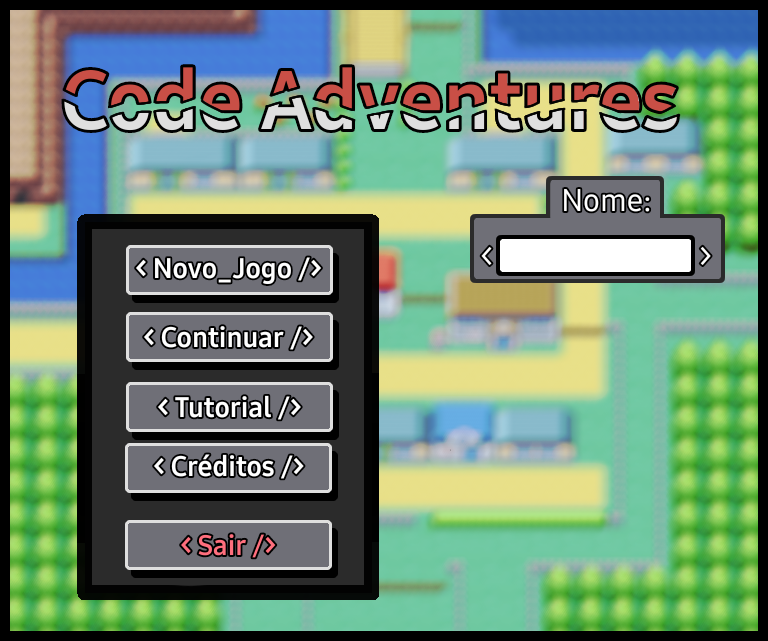 Code Adventures
Nome:
< >
< Novo_Jogo />
< Continuar />
< Tutorial />
< Créditos />
< Sair />